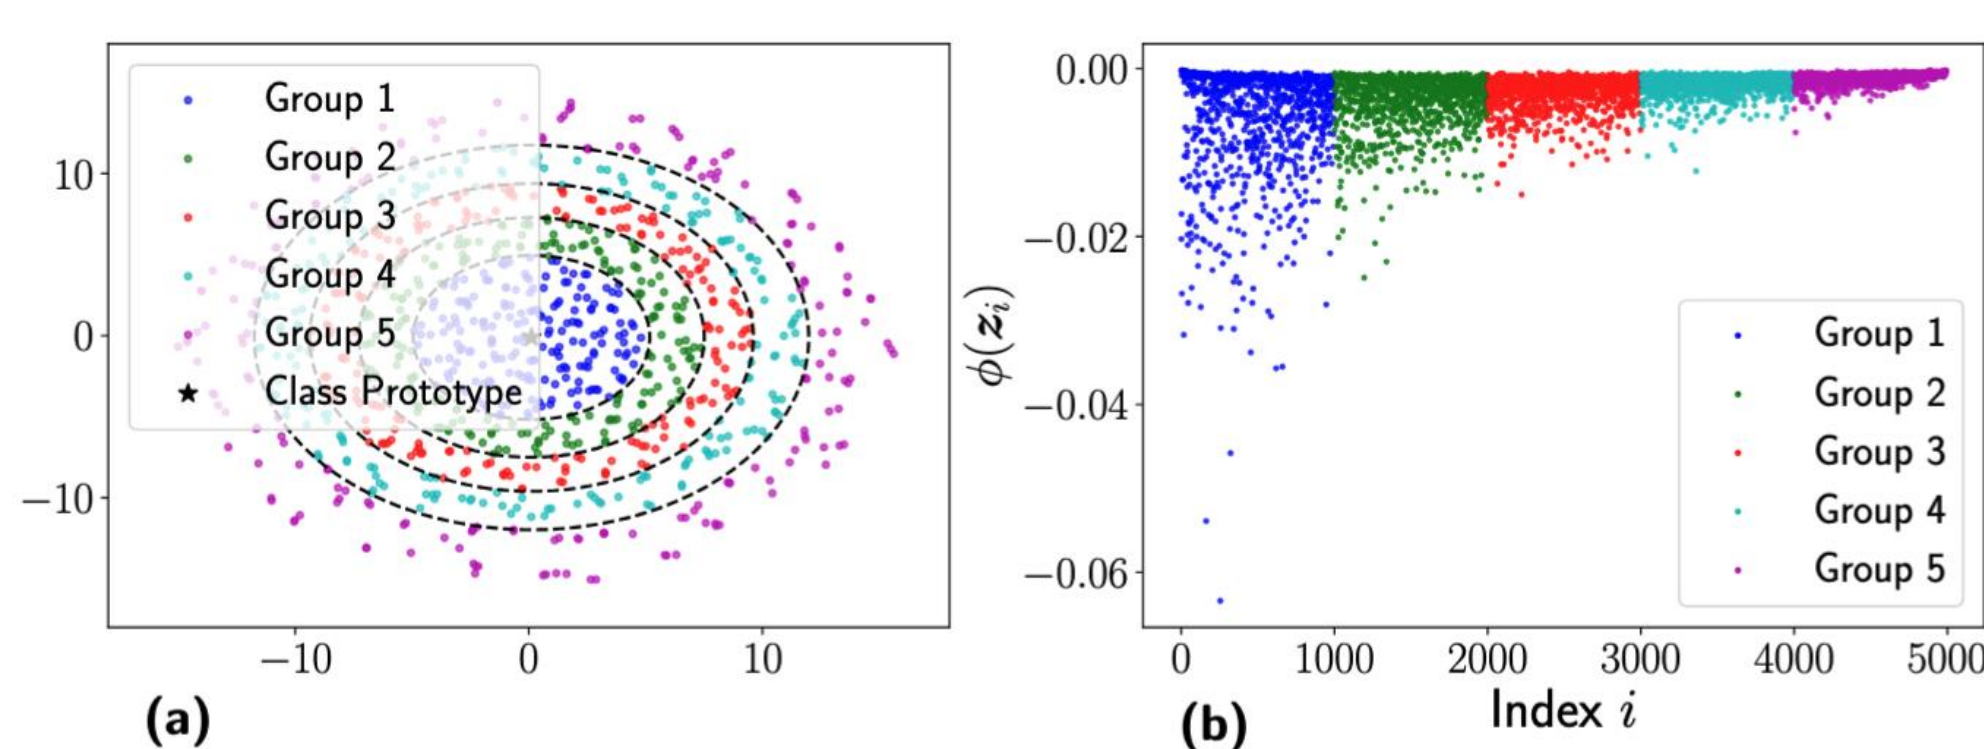 Group 1
Group 2
Group 3
Group 4
Group 5
Class Prototype
10
0
−10
−10
0
10
(a)
0.00
−0.02
−0.04
−0.06
ϕ(𝒛ᵢ)
Group 1
Group 2
Group 3
Group 4
Group 5
0
1000
2000
3000
4000
5000
Index i
(b)